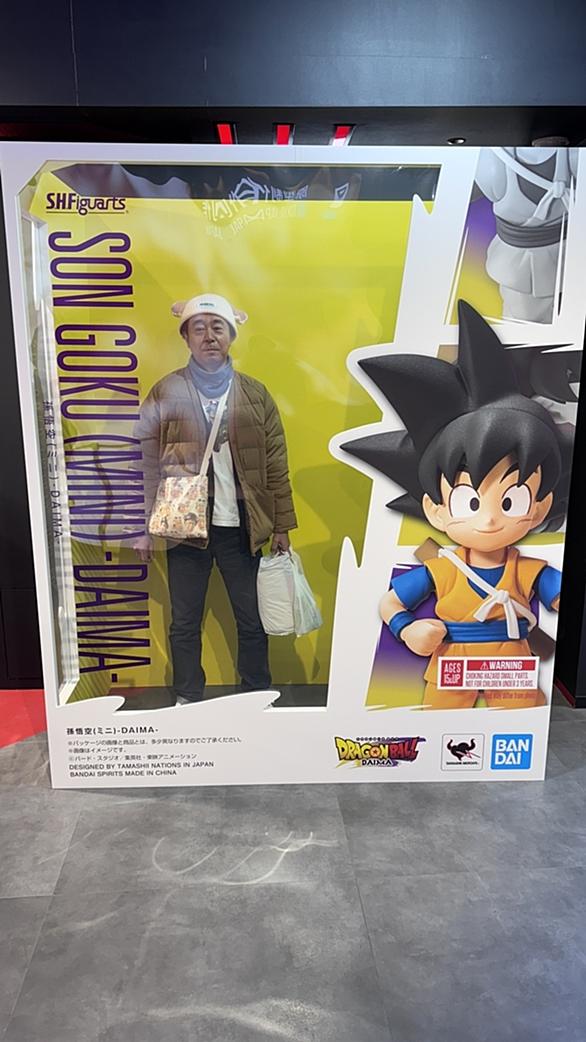 S.H.Figuarts
SON GOKU (MINI) -DAIMA-
孫悟空(ミニ)-DAIMA-
AGES
15&UP
WARNING
CHOKING HAZARD SMALL PARTS.
NOT FOR CHILDREN UNDER 3 YEARS.
孫悟空(ミニ)-DAIMA-
※パッケージの画像と商品とは、多少異なりますのでご了承ください。
※画像はイメージです。
©バード・スタジオ/集英社・東映アニメーション
DESIGNED BY TAMASHII NATIONS IN JAPAN
BANDAI SPIRITS MADE IN CHINA
DRAGON BALL
DAIMA
TAMASHII NATIONS
BAN
DAI